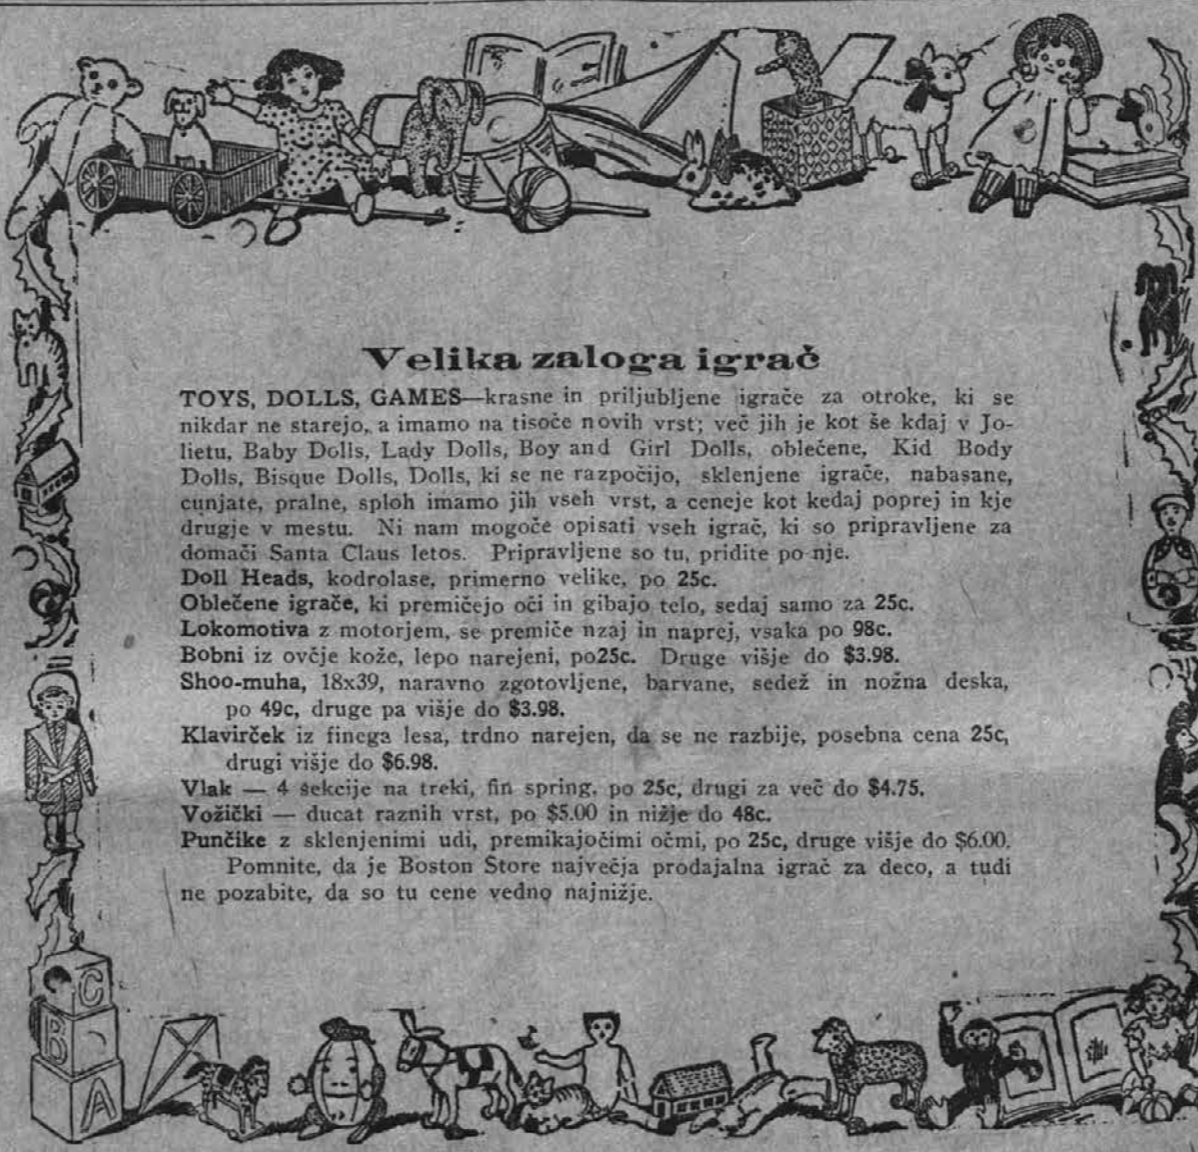 Velika zaloga igrač
TOYS, DOLLS, GAMES—krasne in priljubljene igrače za otroke, ki se
nikdar ne starejo, a imamo na tisoče novih vrst; več jih je kot še kdaj v Jo-
lietu, Baby Dolls, Lady Dolls, Boy and Girl Dolls, oblečene, Kid Body
Dolls, Bisque Dolls, Dolls, ki se ne razpočijo, sklenjene igrače, nabasane,
cunjate, pralne, sploh imamo jih vseh vrst, a ceneje kot kedaj poprej in kje
drugje v mestu. Ni nam mogoče opisati vseh igrač, ki so pripravljene za
domači Santa Claus letos. Pripravljene so tu, pridite po nje.
Doll Heads, kodrolase, primerno velike, po 25c.
Oblečene igrače, ki premičejo oči in gibajo telo, sedaj samo za 25c.
Lokomotiva z motorjem, se premiče nzaj in naprej, vsaka po 98c.
Bobni iz ovčje kože, lepo narejeni, po25c. Druge višje do $3.98.
Shoo-muha, 18x39, naravno zgotovljene, barvane, sedež in nožna deska,
po 49c, druge pa višje do $3.98.
Klavirček iz finega lesa, trdno narejen, da se ne razbije, posebna cena 25c,
drugi višje do $6.98.
Vlak — 4 sekcije na treki, fin spring, po 25c, drugi za več do $4.75.
Vožički — ducat raznih vrst, po $5.00 in nižje do 48c.
Punčike z sklenjenimi udi, premikajočimi očmi, po 25c, druge višje do $6.00.
Pomnite, da je Boston Store največja prodajalna igrač za deco, a tudi
ne pozabite, da so tu cene vedno najnižje.
C
B
A